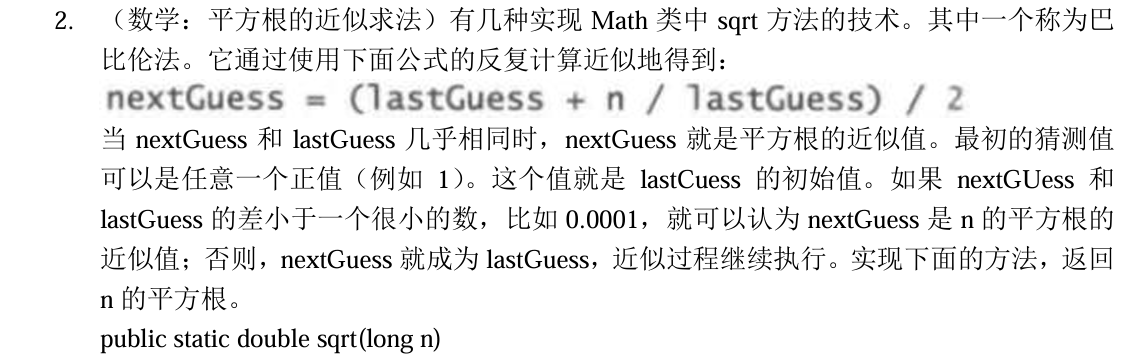 2. （数学：平方根的近似求法）有几种实现 Math 类中 sqrt 方法的技术。其中一个称为巴
比伦法。它通过使用下面公式的反复计算近似地得到：
nextGuess = (lastGuess + n / lastGuess) / 2
当 nextGuess 和 lastGuess 几乎相同时，nextGuess 就是平方根的近似值。最初的猜测值
可以是任意一个正值（例如 1）。这个值就是 lastCuess 的初始值。如果 nextGUess 和
lastGuess 的差小于一个很小的数，比如 0.0001，就可以认为 nextGuess 是 n 的平方根的
近似值；否则，nextGuess 就成为 lastGuess，近似过程继续执行。实现下面的方法，返回
n 的平方根。
public static double sqrt(long n)